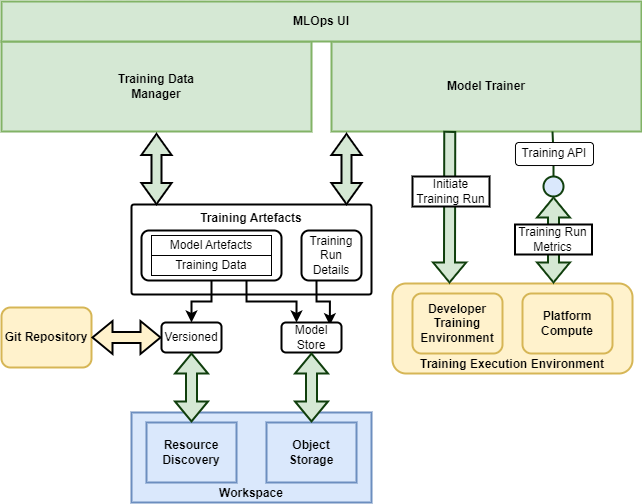 MLOps UI
Training Data
Manager
Model Trainer
Training API
Initiate
Training Run
Training Artefacts
Model Artefacts
Training Data
Training
Run
Details
Training Run
Metrics
Git Repository
Versioned
Model
Store
Developer
Training
Environment
Platform
Compute
Training Execution Environment
Resource
Discovery
Object
Storage
Workspace